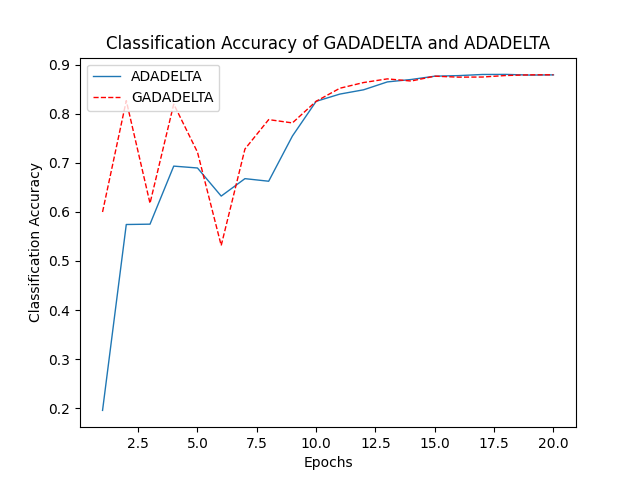 Classification Accuracy of GADADELTA and ADADELTA
ADADELTA
GADADELTA
Classification Accuracy
0.9
0.8
0.7
0.6
0.5
0.4
0.3
0.2
2.5 5.0 7.5 10.0 12.5 15.0 17.5 20.0
Epochs